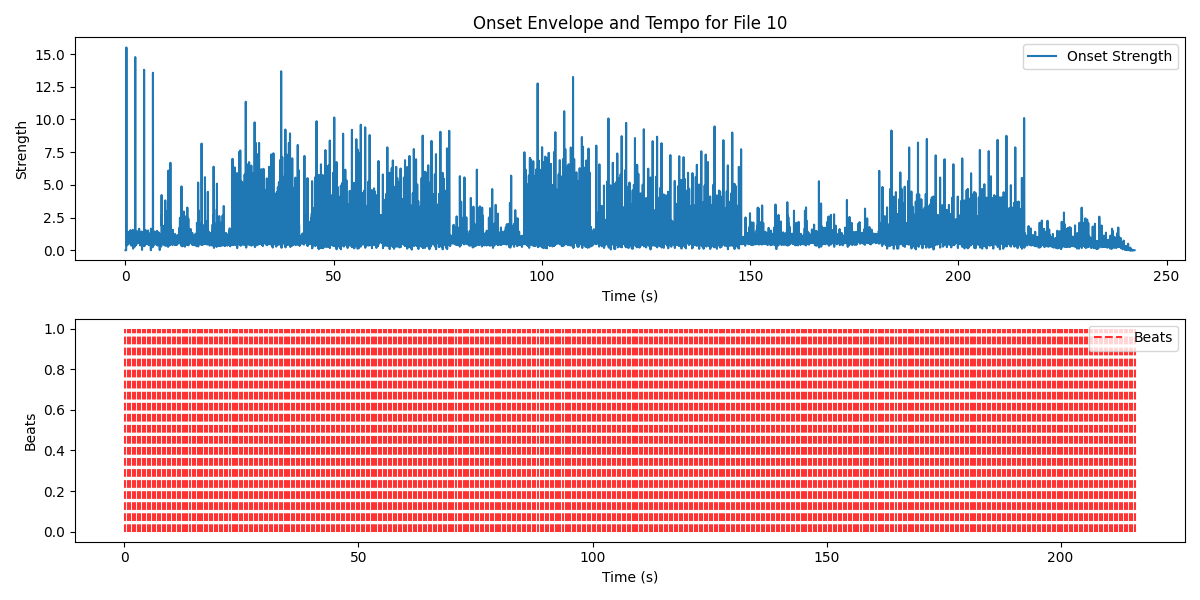 Onset Envelope and Tempo for File 10
15.0
12.5
10.0
7.5
5.0
2.5
0.0
Strength
Onset Strength
0 50 100 150 200 250
Time (s)
1.0
0.8
0.6
0.4
0.2
0.0
Beats
Beats
0 50 100 150 200
Time (s)